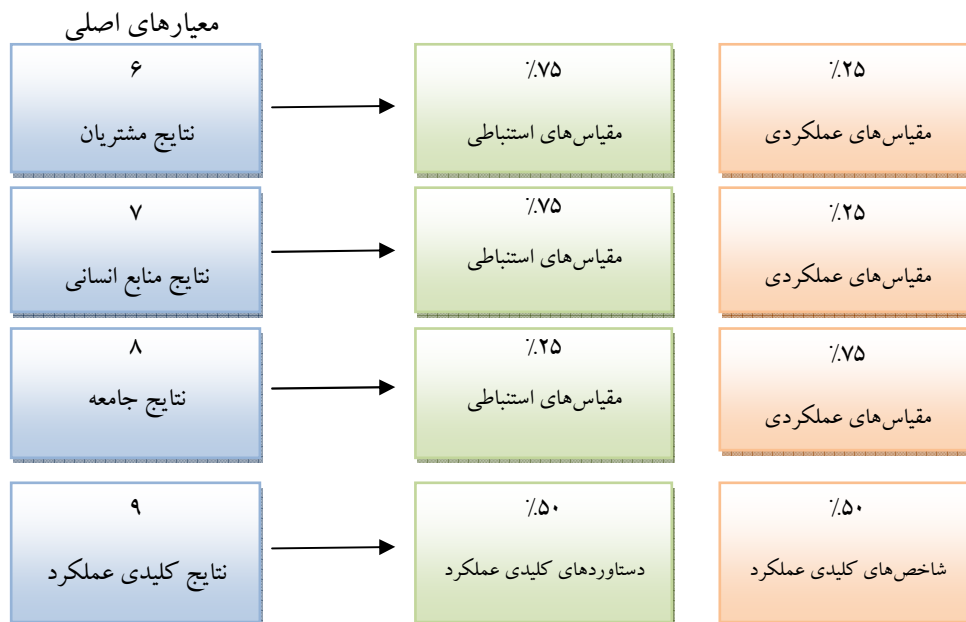 معیارهای اصلی
۶
نتایج مشتریان
٪۷۵
مقیاس‌های استنباطی
٪۲۵
مقیاس‌های عملکردی
۷
نتایج منابع انسانی
٪۷۵
مقیاس‌های استنباطی
٪۲۵
مقیاس‌های عملکردی
۸
نتایج جامعه
٪۲۵
مقیاس‌های استنباطی
٪۷۵
مقیاس‌های عملکردی
۹
نتایج کلیدی عملکرد
٪۵۰
دستاوردهای کلیدی عملکرد
٪۵۰
شاخص‌های کلیدی عملکرد